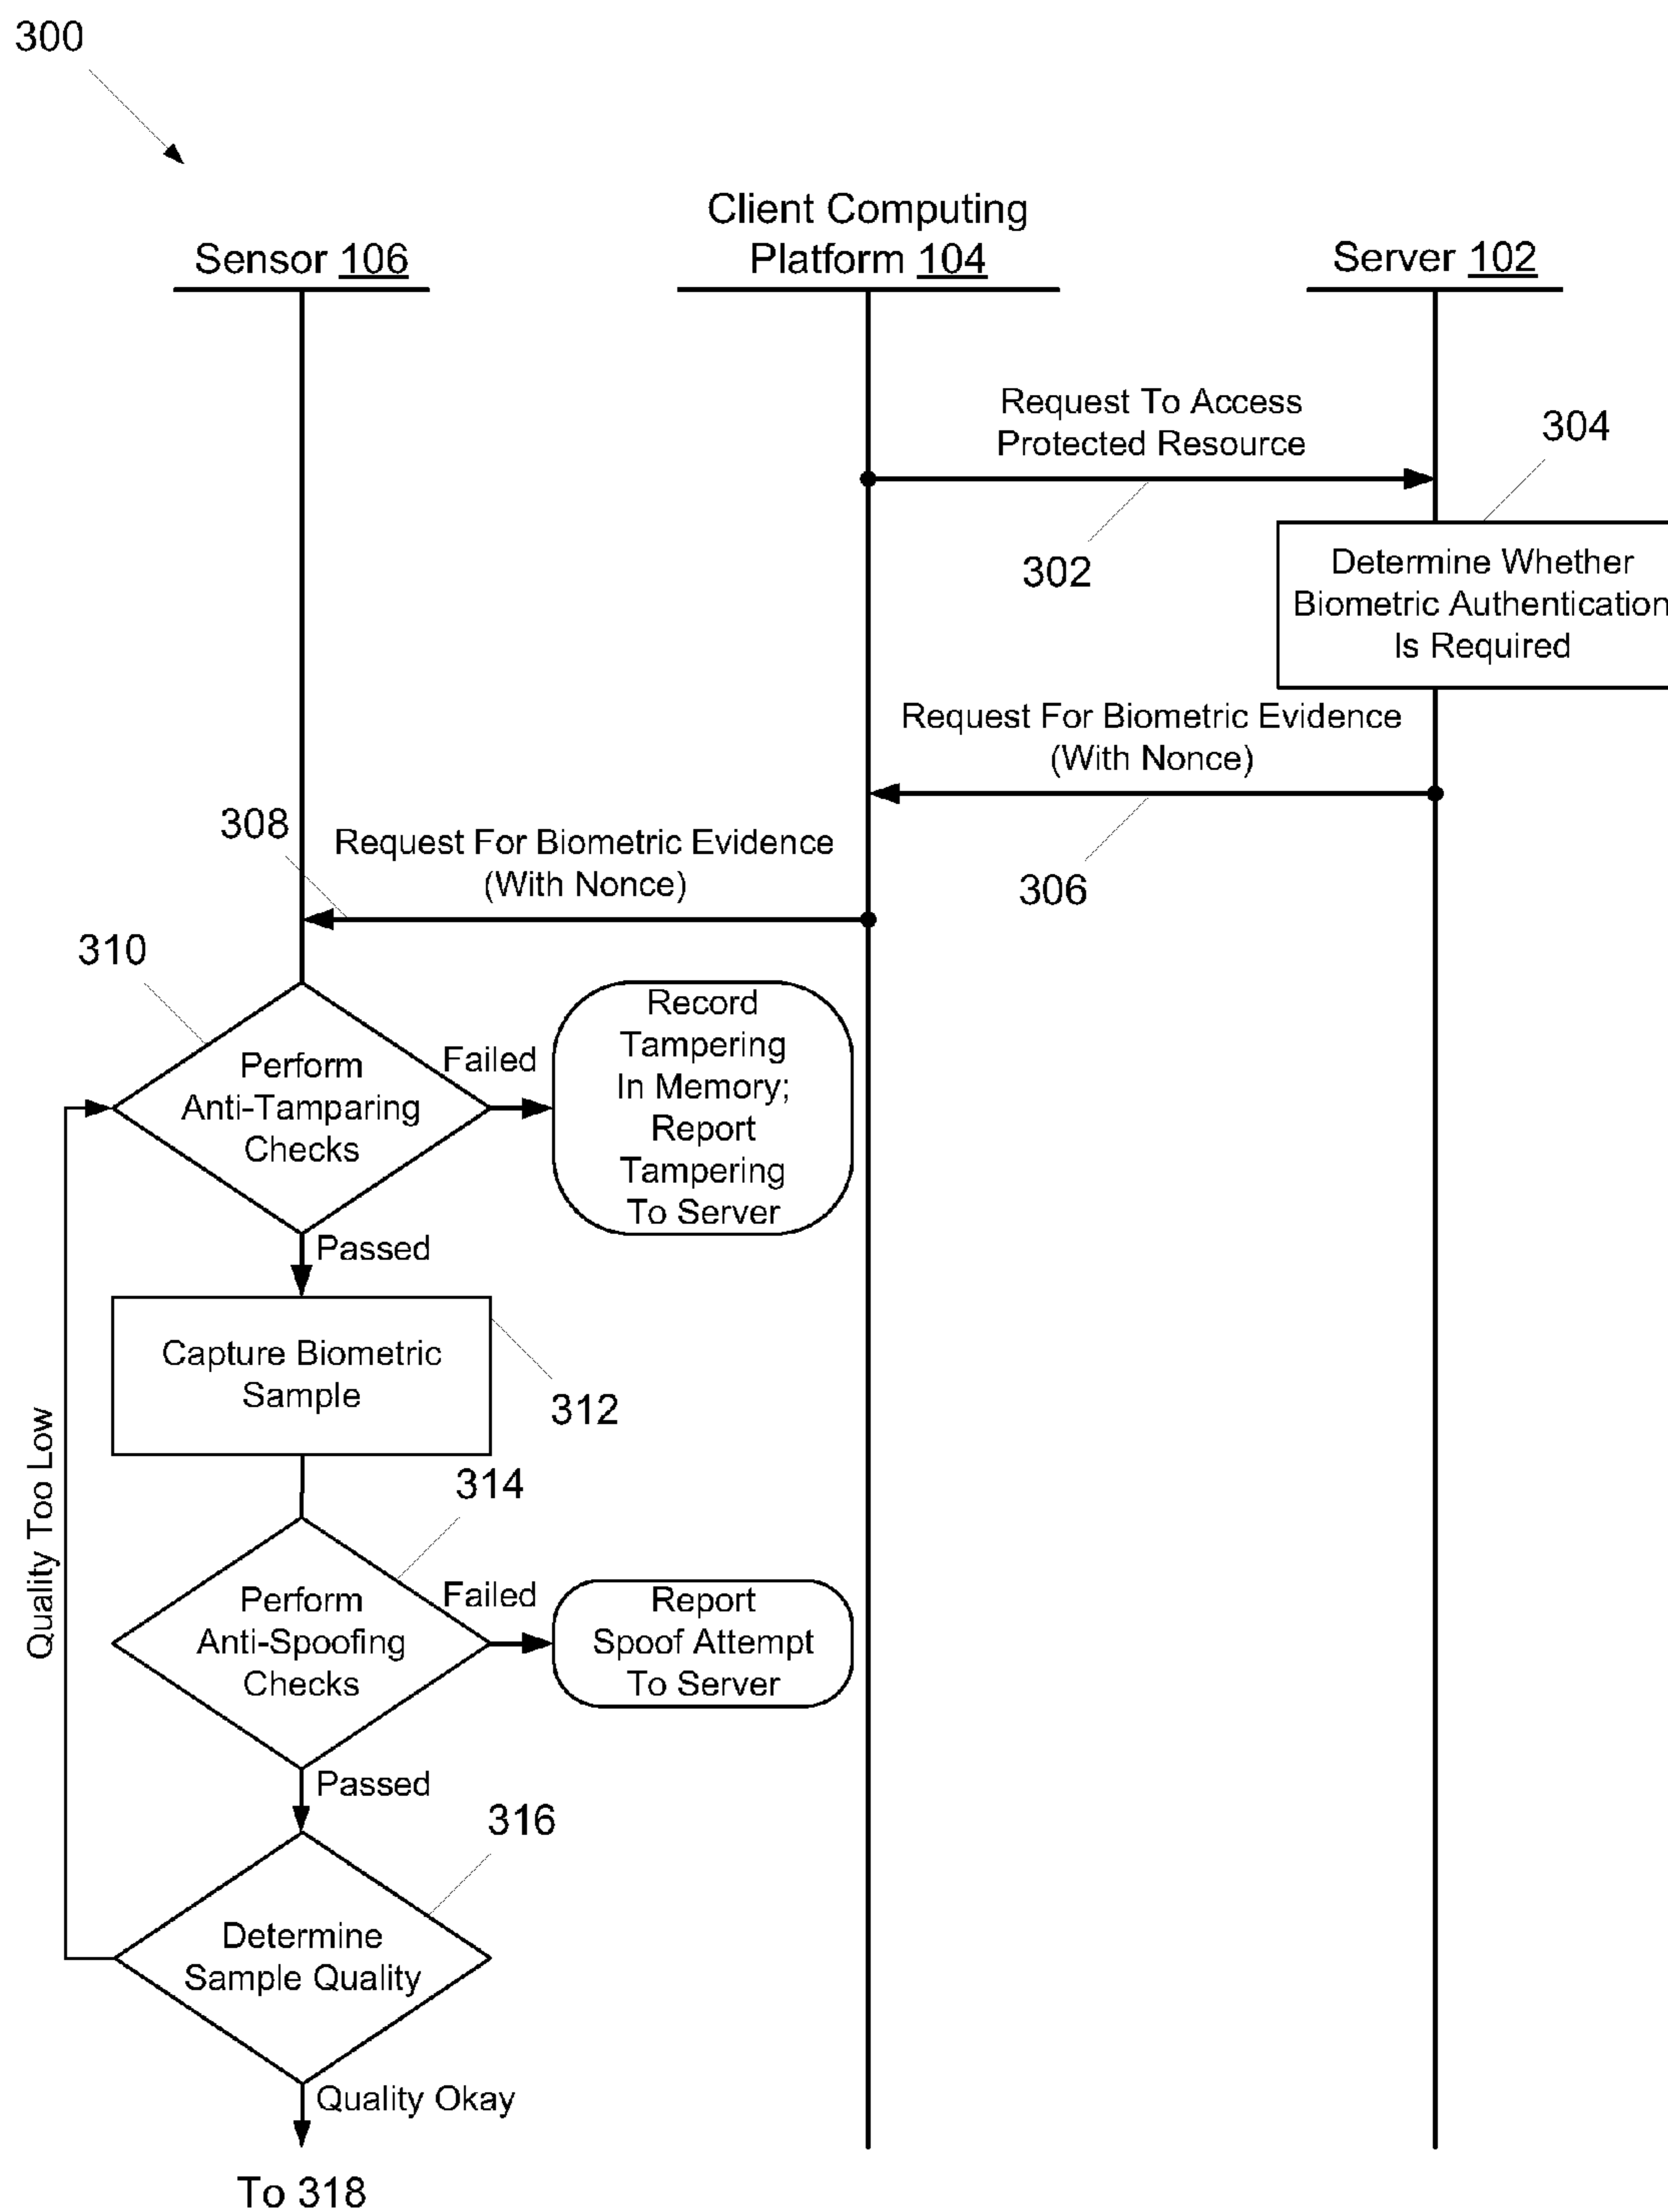 300
Client Computing
Sensor 106
Platform 104
Server 102
Request To Access
Protected Resource
304
302
Determine Whether
Biometric Authentication
Is Required
Request For Biometric Evidence
(With Nonce)
306
308
Request For Biometric Evidence
(With Nonce)
310
Perform
Anti-Tamparing
Checks
Failed
Record
Tampering
In Memory;
Report
Tampering
To Server
Passed
Capture Biometric
Sample
312
Quality Too Low
314
Perform
Anti-Spoofing
Checks
Failed
Report
Spoof Attempt
To Server
Passed
316
Determine
Sample Quality
Quality Okay
To 318